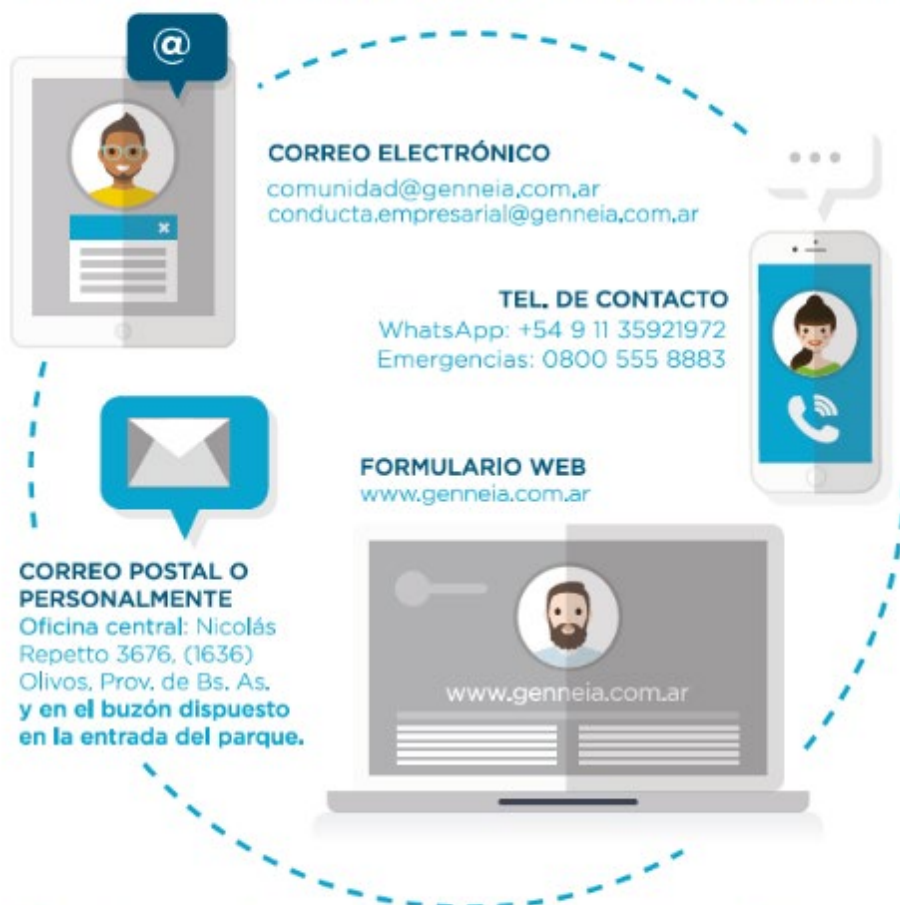 @
CORREO ELECTRÓNICO
comunidad@genneia.com.ar
conducta.empresarial@genneia.com.ar
TEL. DE CONTACTO
WhatsApp: +54 9 11 35921972
Emergencias: 0800 555 8883
FORMULARIO WEB
www.genneia.com.ar
CORREO POSTAL O
PERSONALMENTE
Oficina central: Nicolás
Repetto 3676, (1636)
Olivos, Prov. de Bs. As.
y en el buzón dispuesto
en la entrada del parque.
www.genneia.com.ar